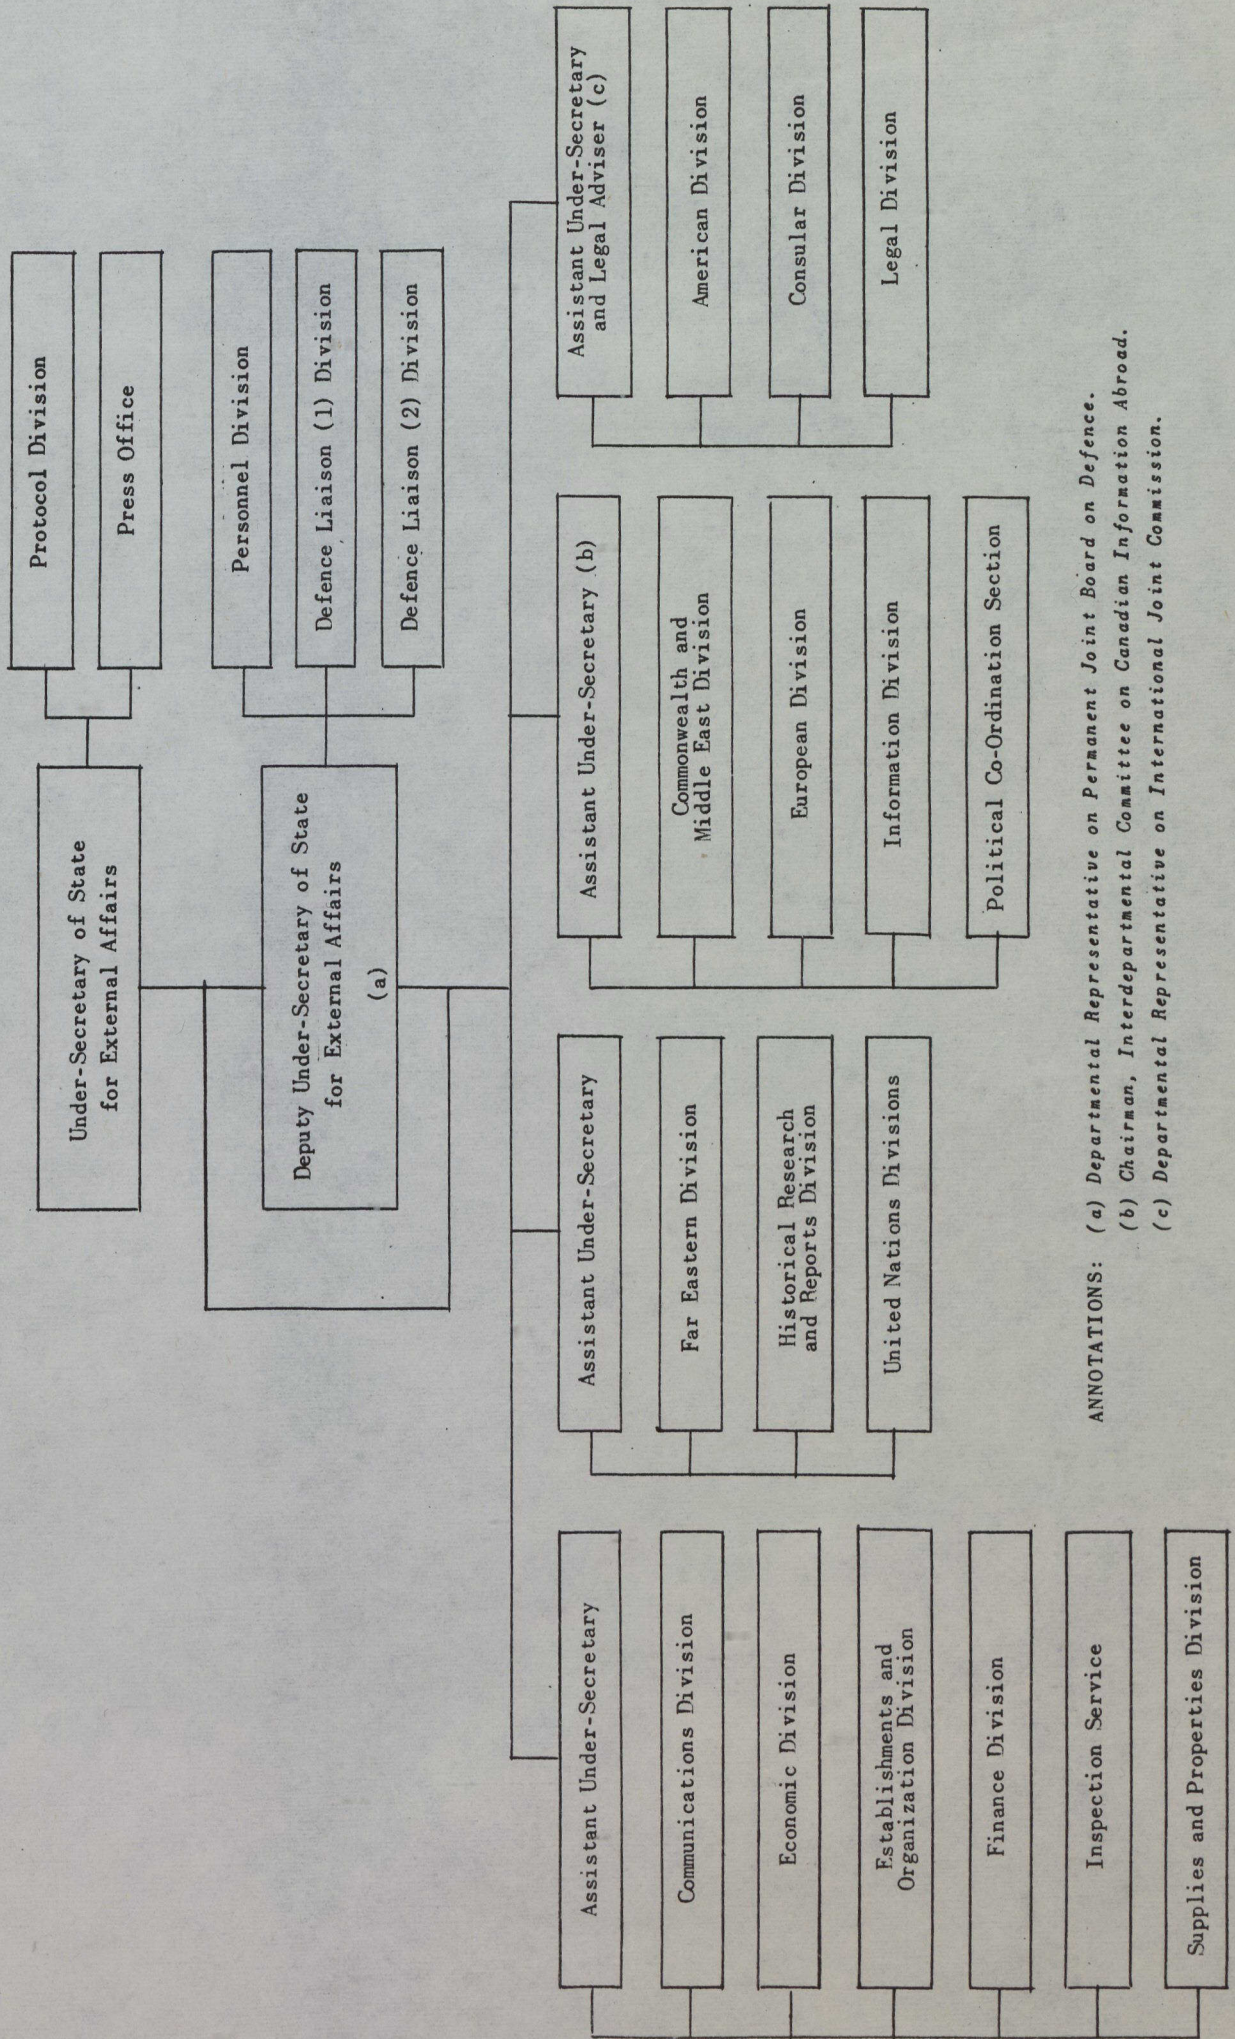 Under-Secretary of State
for External Affairs
Protocol Division
Press Office
Deputy Under-Secretary of State
for External Affairs
(a)
Personnel Division
Defence Liaison (1) Division
Defence Liaison (2) Division
Assistant Under-Secretary
Communications Division
Economic Division
Establishments and
Organization Division
Finance Division
Inspection Service
Supplies and Properties Division
Assistant Under-Secretary
Far Eastern Division
Historical Research
and Reports Division
United Nations Divisions
Assistant Under-Secretary (b)
Commonwealth and
Middle East Division
European Division
Information Division
Political Co-Ordination Section
Assistant Under-Secretary
and Legal Adviser (c)
American Division
Consular Division
Legal Division
ANNOTATIONS: (a) Departmental Representative on Permanent Joint Board on Defence.
(b) Chairman, Interdepartmental Committee on Canadian Information Abroad.
(c) Departmental Representative on International Joint Commission.